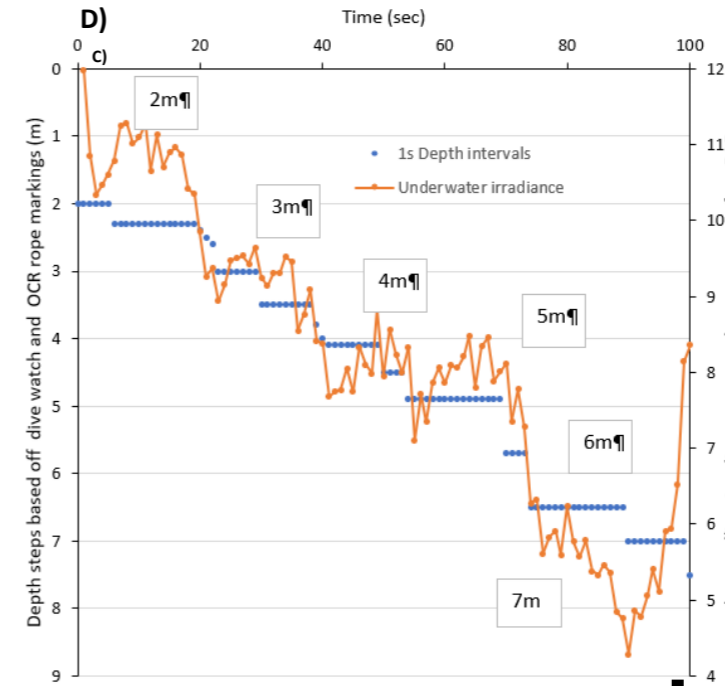 D)
Time (sec)
0 20 40 60 80 100
C)
0
1
2
3
4
5
6
7
8
9
Depth steps based off dive watch and OCR rope markings (m)
2m¶
1s Depth intervals
Underwater irradiance
3m¶
4m¶
5m¶
6m¶
7m
12
11
10
9
8
7
6
5
4